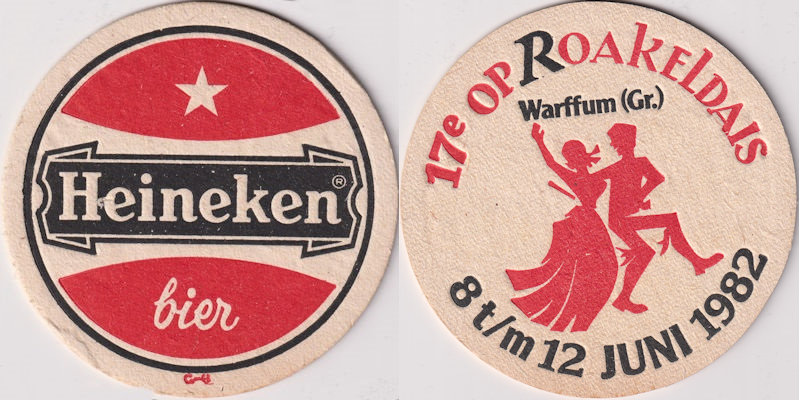 Heineken®
bier
17e OP ROAKELDAIS
Warffum (Gr.)
8 t/m 12 JUNI 1982